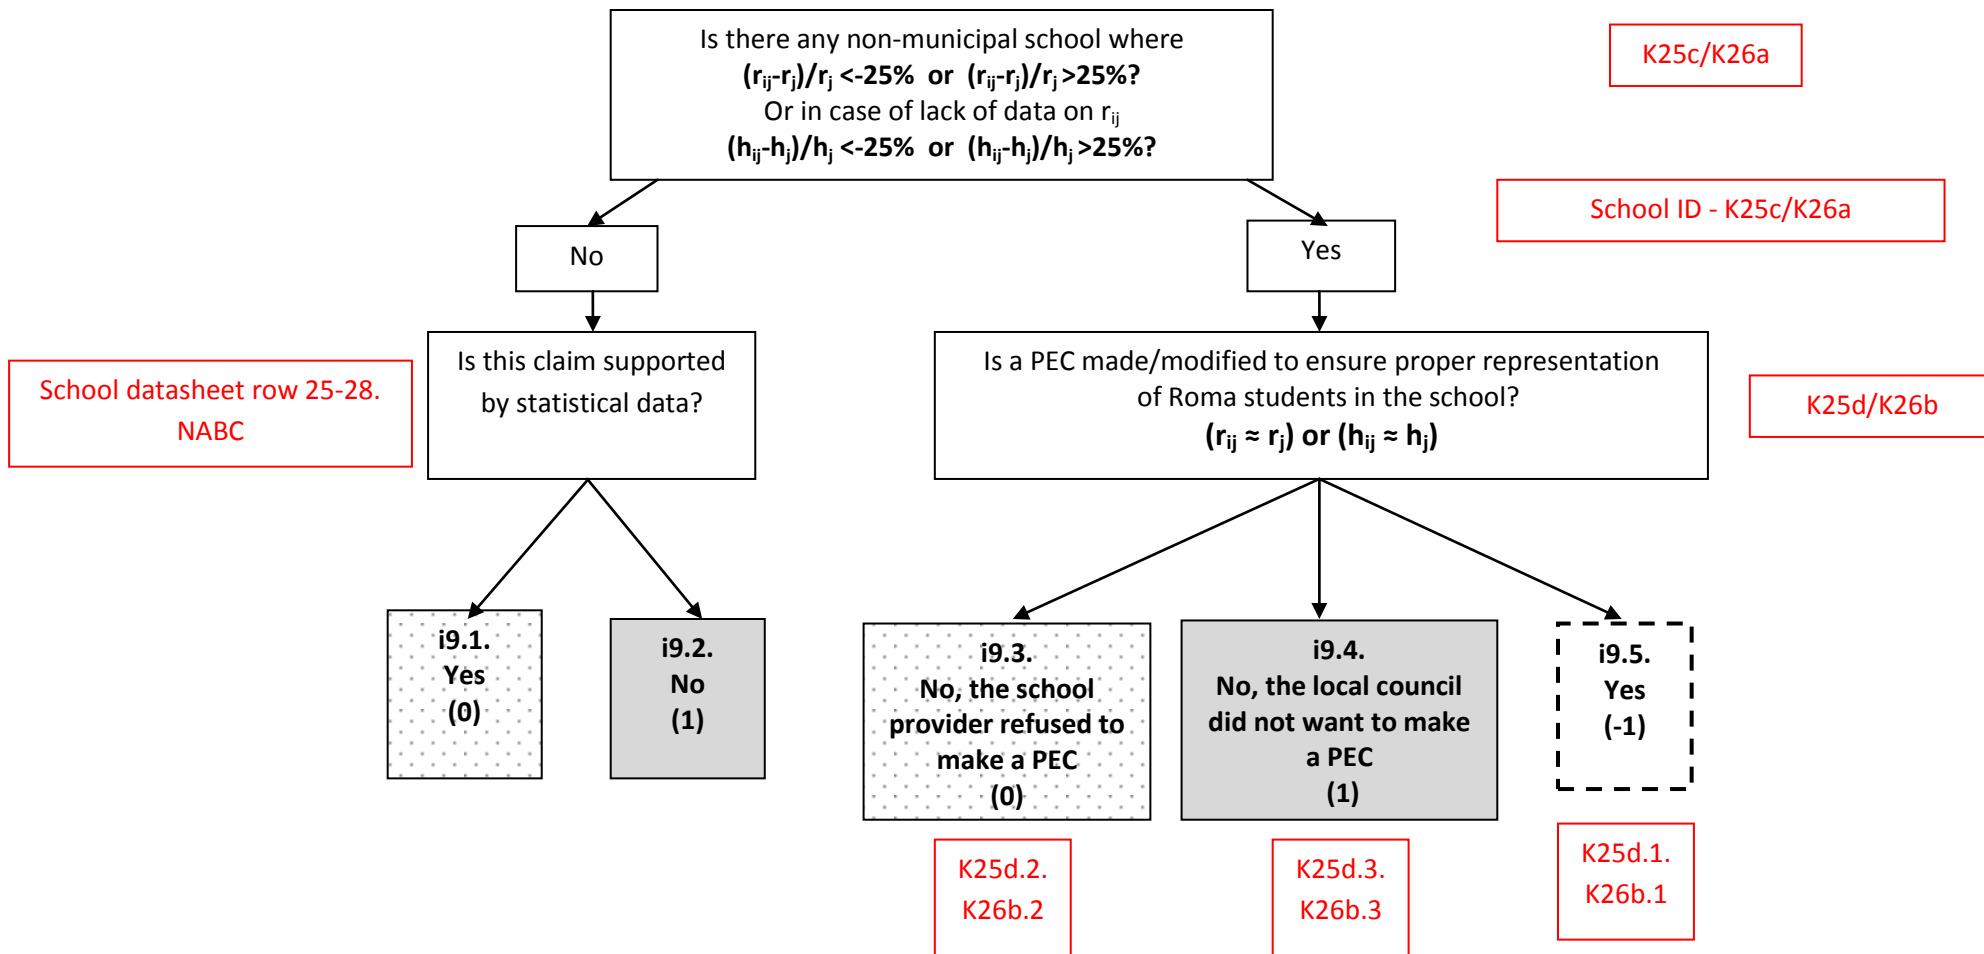 Is there any non-municipal school where
(rij-rj)/rj <-25%  or  (rij-rj)/rj >25%?
Or in case of lack of data on rij
(hij-hj)/hj <-25%  or  (hij-hj)/hj >25%?
K25c/K26a
School ID - K25c/K26a
No
Yes
School datasheet row 25-28.
NABC
Is this claim supported
by statistical data?
Is a PEC made/modified to ensure proper representation
of Roma students in the school?
(rij ≈ rj) or (hij ≈ hj)
K25d/K26b
i9.1.
Yes
(0)
i9.2.
No
(1)
i9.3.
No, the school
provider refused to
make a PEC
(0)
i9.4.
No, the local council
did not want to make
a PEC
(1)
i9.5.
Yes
(-1)
K25d.2.
K26b.2
K25d.3.
K26b.3
K25d.1.
K26b.1